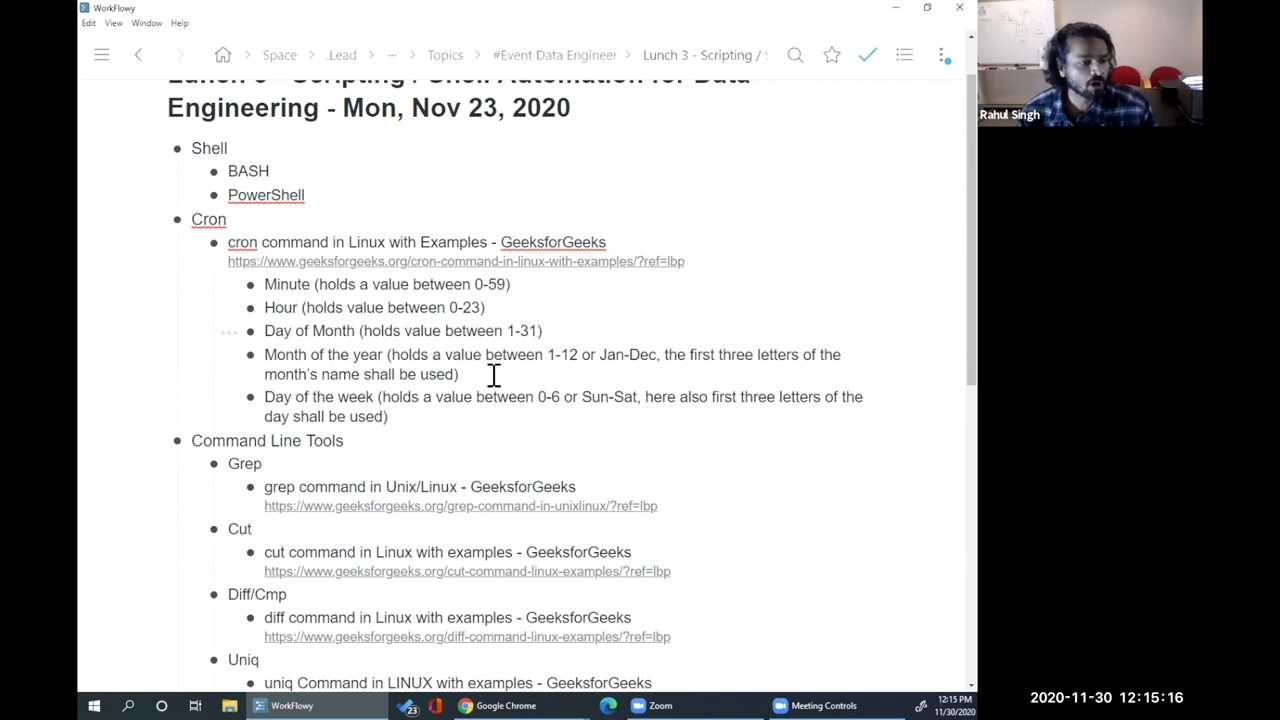 WorkFlowy
Edit View Window Help
Space .Lead ... Topics #Event Data Engineer Lunch 3 - Scripting / S
Lunch 3 - Scripting / Shell Automation for Data
Engineering - Mon, Nov 23, 2020
Rahul Singh
Shell
BASH
PowerShell
Cron
cron command in Linux with Examples - GeeksforGeeks
https://www.geeksforgeeks.org/cron-command-in-linux-with-examples/?ref=lbp
Minute (holds a value between 0-59)
Hour (holds value between 0-23)
Day of Month (holds value between 1-31)
Month of the year (holds a value between 1-12 or Jan-Dec, the first three letters of the
month's name shall be used)
Day of the week (holds a value between 0-6 or Sun-Sat, here also first three letters of the
day shall be used)
Command Line Tools
Grep
grep command in Unix/Linux - GeeksforGeeks
https://www.geeksforgeeks.org/grep-command-in-unixlinux/?ref=lbp
Cut
cut command in Linux with examples - GeeksforGeeks
https://www.geeksforgeeks.org/cut-command-linux-examples/?ref=lbp
Diff/Cmp
diff command in Linux with examples - GeeksforGeeks
https://www.geeksforgeeks.org/diff-command-linux-examples/?ref=lbp
Uniq
uniq Command in LINUX with examples - GeeksforGeeks
WorkFlowy 23 Google Chrome Zoom Meeting Controls 12:15 PM
11/30/2020
2020-11-30 12:15:16